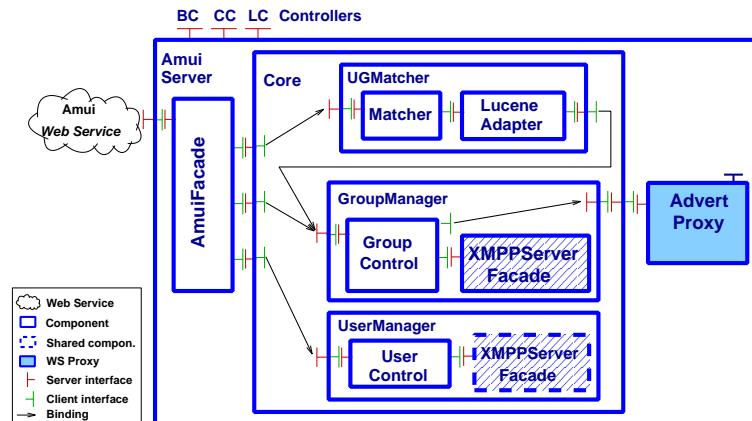 BC CC LC Controllers
Amui
Server
Core
UGMatcher
Matcher
Lucene
Adapter
Amui
Web Service
AmuiFacade
GroupManager
Group
Control
XMPPServer
Facade
Advert
Proxy
UserManager
User
Control
XMPPServer
Facade
Web Service
Component
Shared compon.
WS Proxy
Server interface
Client interface
Binding